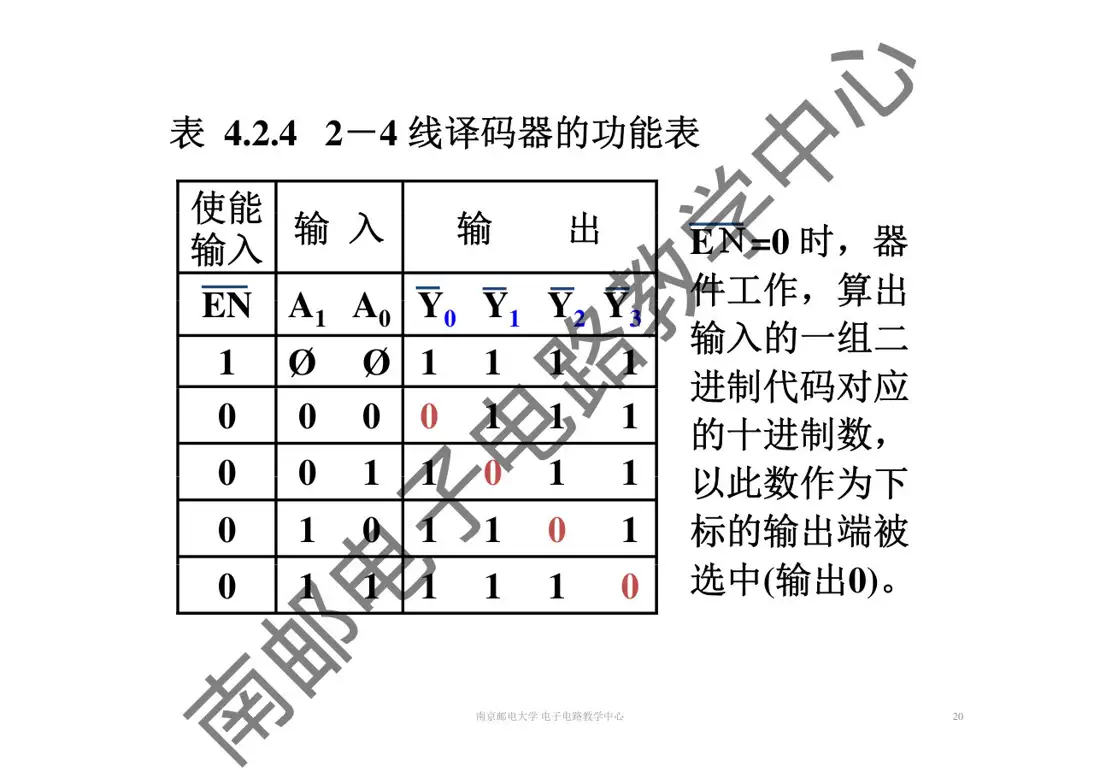 表 4.2.4 2－4 线译码器的功能表
使能 输入 输 入 输 出
E̅N̅ A₁ A₀ Y̅₀ Y̅₁ Y̅₂ Y̅₃
1 Ø Ø 1 1 1 1
0 0 0 0 1 1 1
0 0 1 1 0 1 1
0 1 0 1 1 0 1
0 1 1 1 1 1 0
E̅N̅=0 时，器
件工作，算出
输入的一组二
进制代码对应
的十进制数，
以此数作为下
标的输出端被
选中(输出0)。
南邮电子电路教学中心
南京邮电大学 电子电路教学中心
20